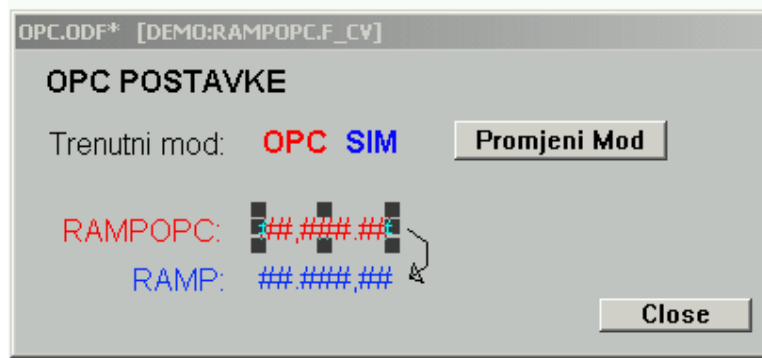 OPC.ODF* [DEMO:RAMPOPC.F_CV]
OPC POSTAVKE
Trenutni mod: OPC SIM Promjeni Mod
RAMPOPC: ##,###.##
RAMP: ##.###,##
Close